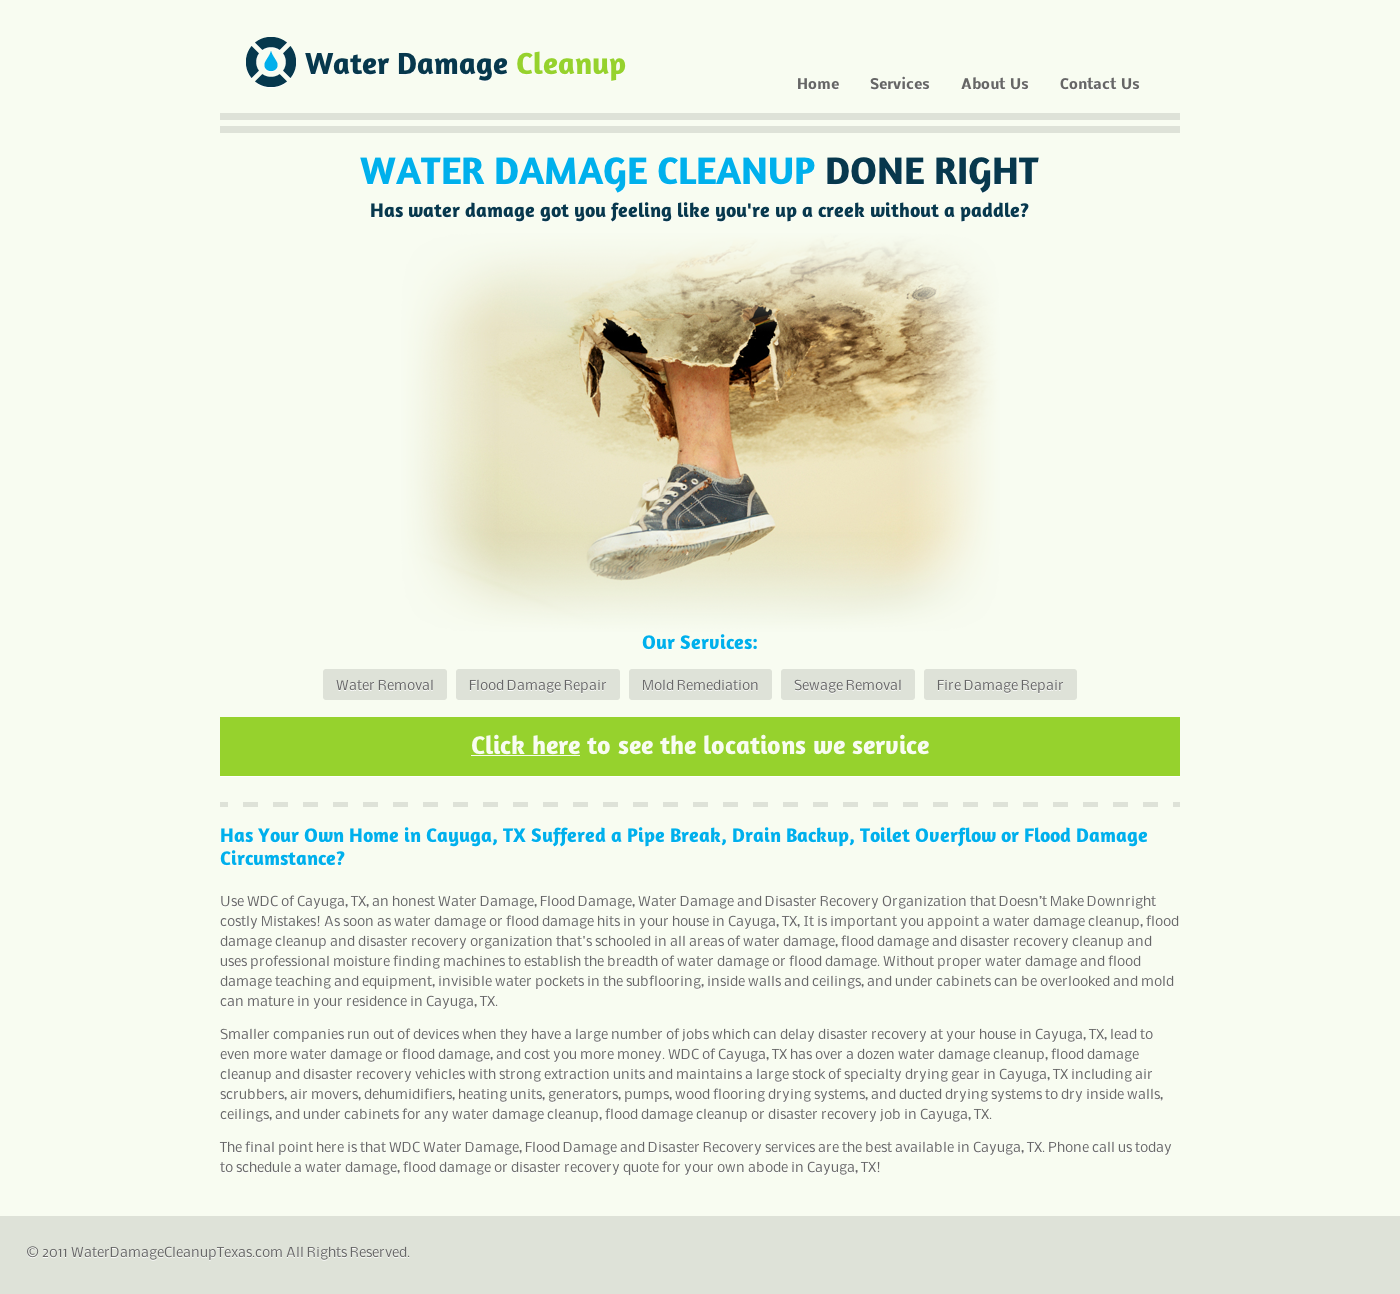 Water Damage Cleanup
Home Services About Us Contact Us
WATER DAMAGE CLEANUP DONE RIGHT
Has water damage got you feeling like you're up a creek without a paddle?
Our Services:
Water Removal Flood Damage Repair Mold Remediation Sewage Removal Fire Damage Repair
Click here to see the locations we service
Has Your Own Home in Cayuga, TX Suffered a Pipe Break, Drain Backup, Toilet Overflow or Flood Damage
Circumstance?
Use WDC of Cayuga, TX, an honest Water Damage, Flood Damage, Water Damage and Disaster Recovery Organization that Doesn't Make Downright
costly Mistakes! As soon as water damage or flood damage hits in your house in Cayuga, TX, It is important you appoint a water damage cleanup, flood
damage cleanup and disaster recovery organization that's schooled in all areas of water damage, flood damage and disaster recovery cleanup and
uses professional moisture finding machines to establish the breadth of water damage or flood damage. Without proper water damage and flood
damage teaching and equipment, invisible water pockets in the subflooring, inside walls and ceilings, and under cabinets can be overlooked and mold
can mature in your residence in Cayuga, TX.
Smaller companies run out of devices when they have a large number of jobs which can delay disaster recovery at your house in Cayuga, TX, lead to
even more water damage or flood damage, and cost you more money. WDC of Cayuga, TX has over a dozen water damage cleanup, flood damage
cleanup and disaster recovery vehicles with strong extraction units and maintains a large stock of specialty drying gear in Cayuga, TX including air
scrubbers, air movers, dehumidifiers, heating units, generators, pumps, wood flooring drying systems, and ducted drying systems to dry inside walls,
ceilings, and under cabinets for any water damage cleanup, flood damage cleanup or disaster recovery job in Cayuga, TX.
The final point here is that WDC Water Damage, Flood Damage and Disaster Recovery services are the best available in Cayuga, TX. Phone call us today
to schedule a water damage, flood damage or disaster recovery quote for your own abode in Cayuga, TX!
© 2011 WaterDamageCleanupTexas.com All Rights Reserved.